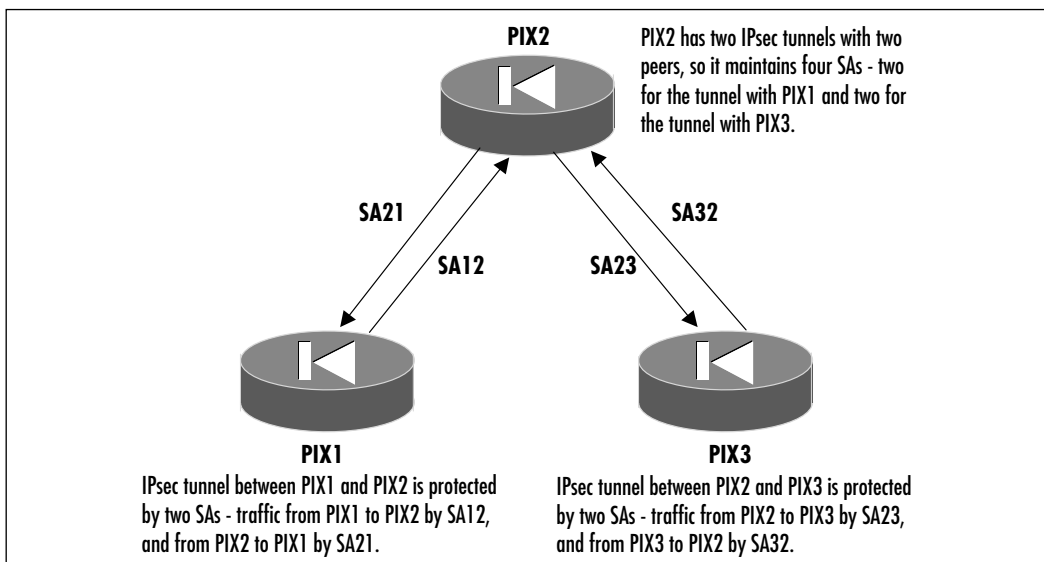 PIX2
PIX2 has two IPsec tunnels with two
peers, so it maintains four SAs - two
for the tunnel with PIX1 and two for
the tunnel with PIX3.
SA21
SA12
SA23
SA32
PIX1
IPsec tunnel between PIX1 and PIX2 is protected
by two SAs - traffic from PIX1 to PIX2 by SA12,
and from PIX2 to PIX1 by SA21.
PIX3
IPsec tunnel between PIX2 and PIX3 is protected
by two SAs - traffic from PIX2 to PIX3 by SA23,
and from PIX3 to PIX2 by SA32.